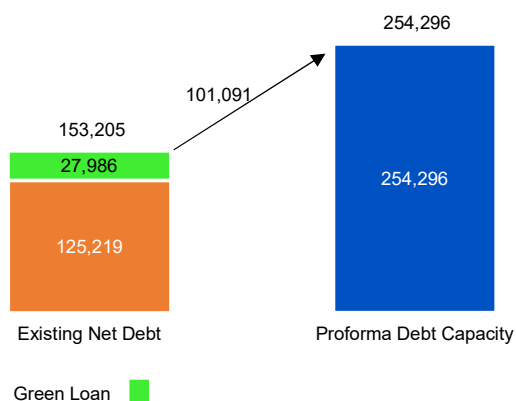 254,296
101,091
153,205
27,986
254,296
125,219
Existing Net Debt
Proforma Debt Capacity
Green Loan